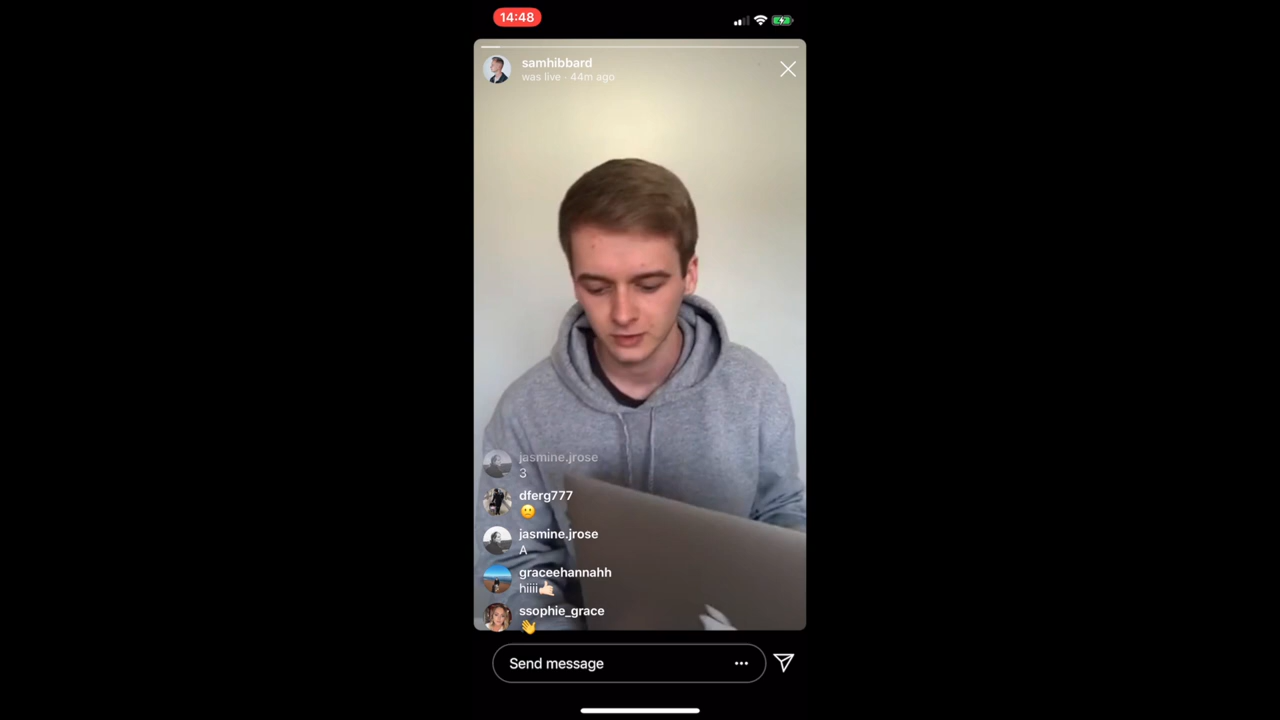 14:48
samhibbard
was live · 44m ago
jasmine.jrose
3
dferg777
🙁
jasmine.jrose
A
graceehannahh
hiiii🤙🏻
ssophie_grace
👋
Send message